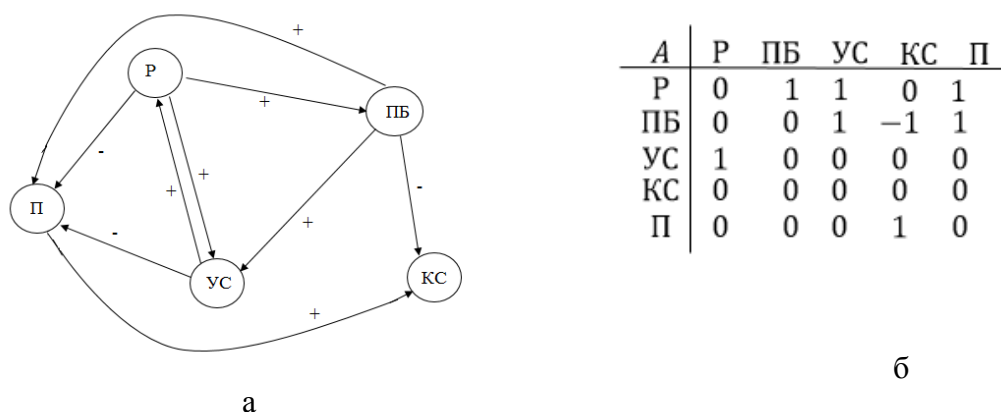 +
Р
+
ПБ
-
+
+
-
П
+
-
УС
КС
+
А Р ПБ УС КС П
Р 0 1 1 0 1
ПБ 0 0 1 −1 1
УС 1 0 0 0 0
КС 0 0 0 0 0
П 0 0 0 1 0
а
б